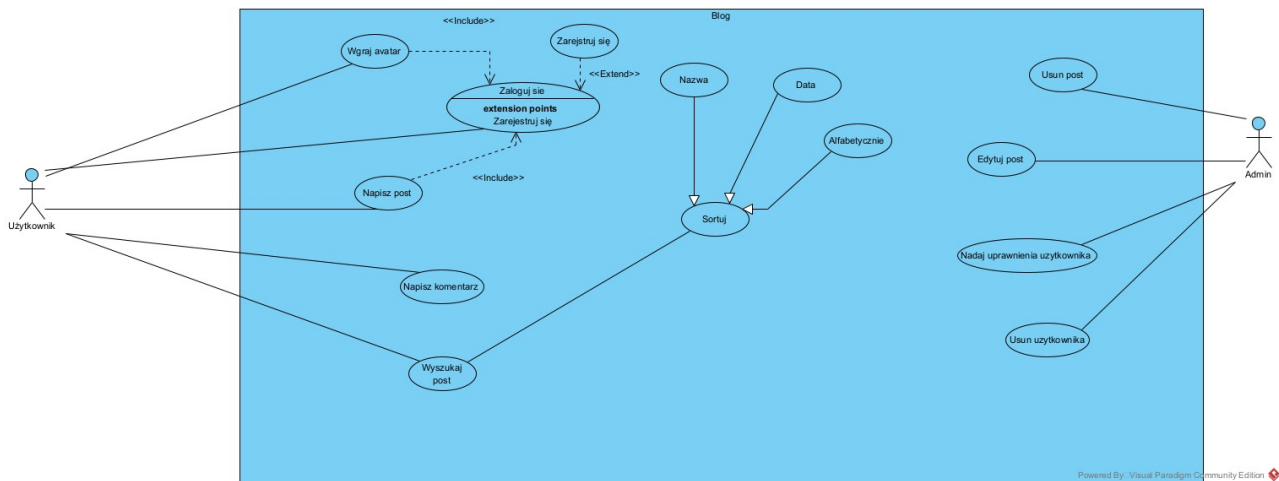 Blog
<<Include>>
Zarejstruj się
Wgraj avatar
<<Extend>>
Usun post
Nazwa
Data
Zaloguj sie
extension points
Zarejestruj się
Alfabetycznie
Edytuj post
Admin
<<Include>>
Napisz post
Użytkownik
Sortuj
Nadaj uprawnienia uzytkownika
Napisz komentarz
Usun uzytkownika
Wyszukaj
post
Powered By Visual Paradigm Community Edition